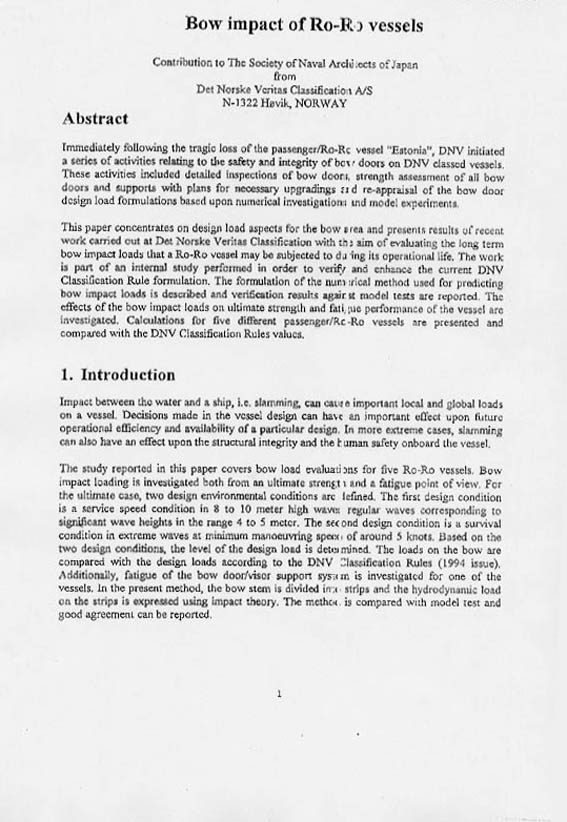 Bow impact of Ro-Ro vessels
Contribution to The Society of Naval Architects of Japan
from
Det Norske Veritas Classification A/S
N-1322 Høvik, NORWAY
Abstract
Immediately following the tragic loss of the passenger/Ro-Ro vessel "Estonia", DNV initiated
a series of activities relating to the safety and integrity of bow doors on DNV classed vessels.
These activities included detailed inspections of bow doors, strength assessment of all bow
doors and supports with plans for necessary upgradings and re-appraisal of the bow door
design load formulations based upon numerical investigations and model experiments.
This paper concentrates on design load aspects for the bow area and presents results of recent
work carried out at Det Norske Veritas Classification with the aim of evaluating the long term
bow impact loads that a Ro-Ro vessel may be subjected to during its operational life. The work
is part of an internal study performed in order to verify and enhance the current DNV
Classification Rule formulation. The formulation of the numerical method used for predicting
bow impact loads is described and verification results against model tests are reported. The
effects of the bow impact loads on ultimate strength and fatigue performance of the vessel are
investigated. Calculations for five different passenger/Ro-Ro vessels are presented and
compared with the DNV Classification Rules values.
1. Introduction
Impact between the water and a ship, i.e. slamming, can cause important local and global loads
on a vessel. Decisions made in the vessel design can have an important effect upon future
operational efficiency and availability of a particular design. In more extreme cases, slamming
can also have an effect upon the structural integrity and the human safety onboard the vessel.
The study reported in this paper covers bow load evaluations for five Ro-Ro vessels. Bow
impact loading is investigated both from an ultimate strength and a fatigue point of view. For
the ultimate case, two design environmental conditions are defined. The first design condition
is a service speed condition in 8 to 10 meter high waves regular waves corresponding to
significant wave heights in the range 4 to 5 meter. The second design condition is a survival
condition in extreme waves at minimum manoeuvring speed of around 5 knots. Based on the
two design conditions, the level of the design load is determined. The loads on the bow are
compared with the design loads according to the DNV Classification Rules (1994 issue).
Additionally, fatigue of the bow door/visor support system is investigated for one of the
vessels. In the present method, the bow stem is divided into strips and the hydrodynamic load
on the strips is expressed using impact theory. The method is compared with model test and
good agreement can be reported.
1